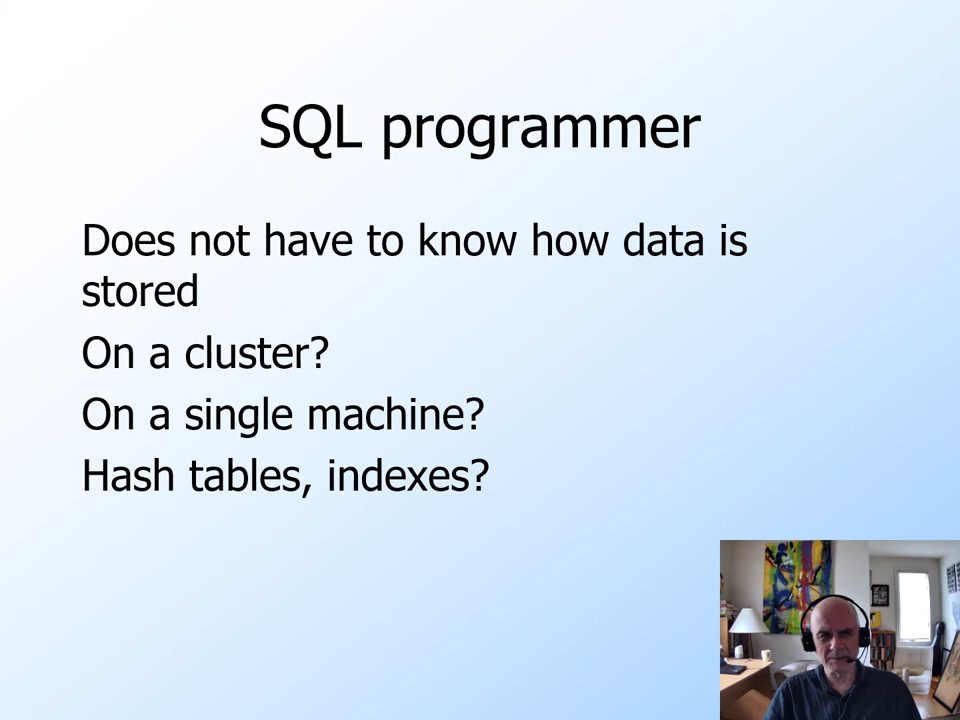 SQL programmer
Does not have to know how data is
stored
On a cluster?
On a single machine?
Hash tables, indexes?